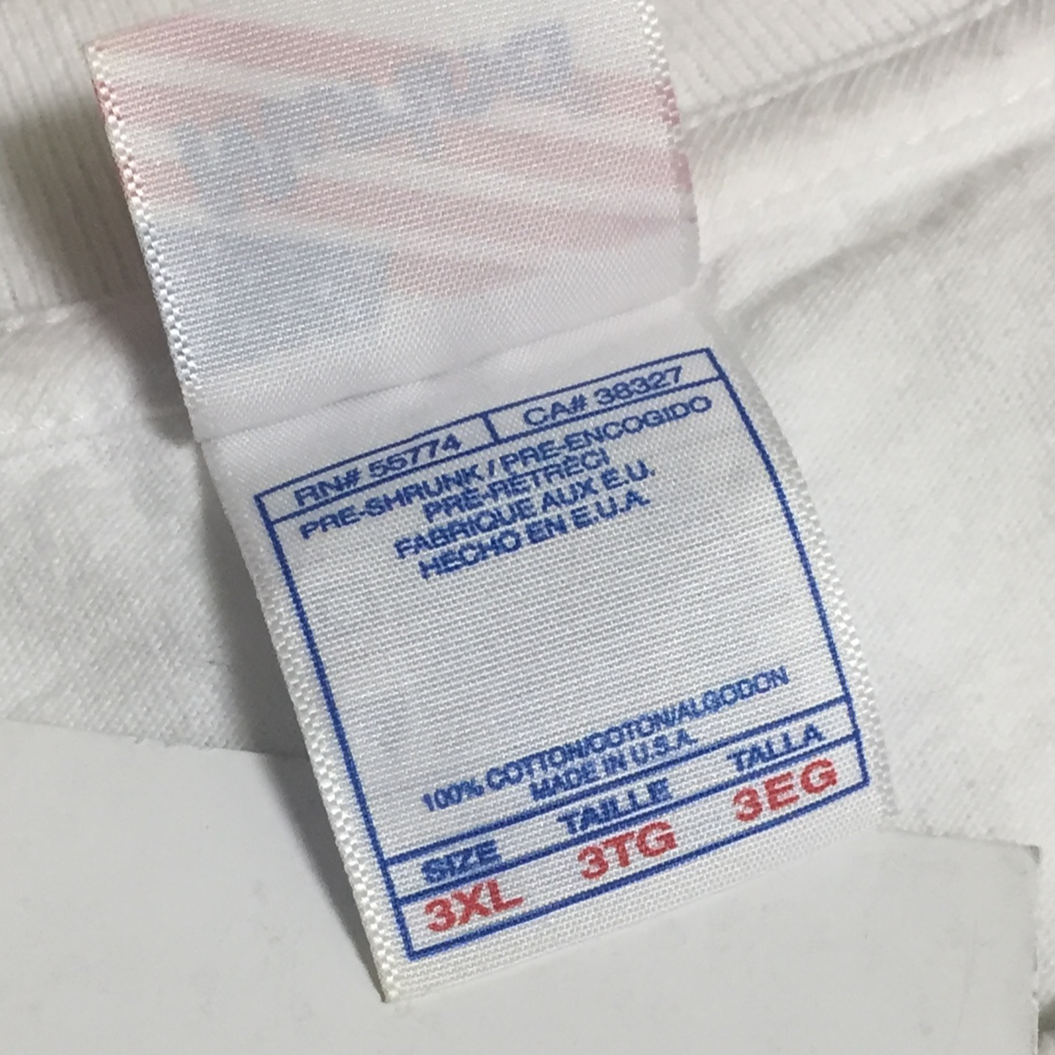 RN# 55774 CA# 38327
PRE-SHRUNK / PRE-ENCOGIDO
PRE-RETRÈCI
FABRIQUE AUX E.U.
HECHO EN E.U.A.
100% COTTON/COTON/ALGODON
MADE IN U.S.A.
SIZE TAILLE TALLA
3XL 3TG 3EG